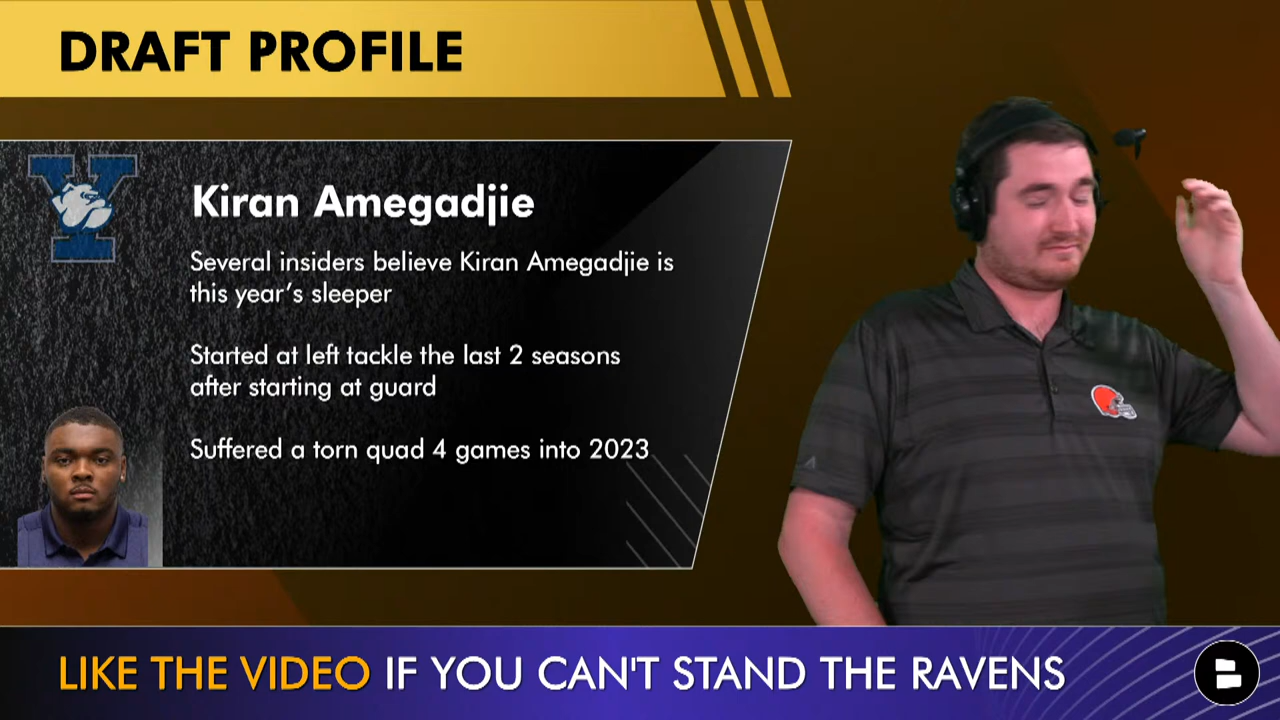 DRAFT PROFILE
Y
Kiran Amegadjie
Several insiders believe Kiran Amegadjie is
this year's sleeper
Started at left tackle the last 2 seasons
after starting at guard
Suffered a torn quad 4 games into 2023
LIKE THE VIDEO IF YOU CAN'T STAND THE RAVENS